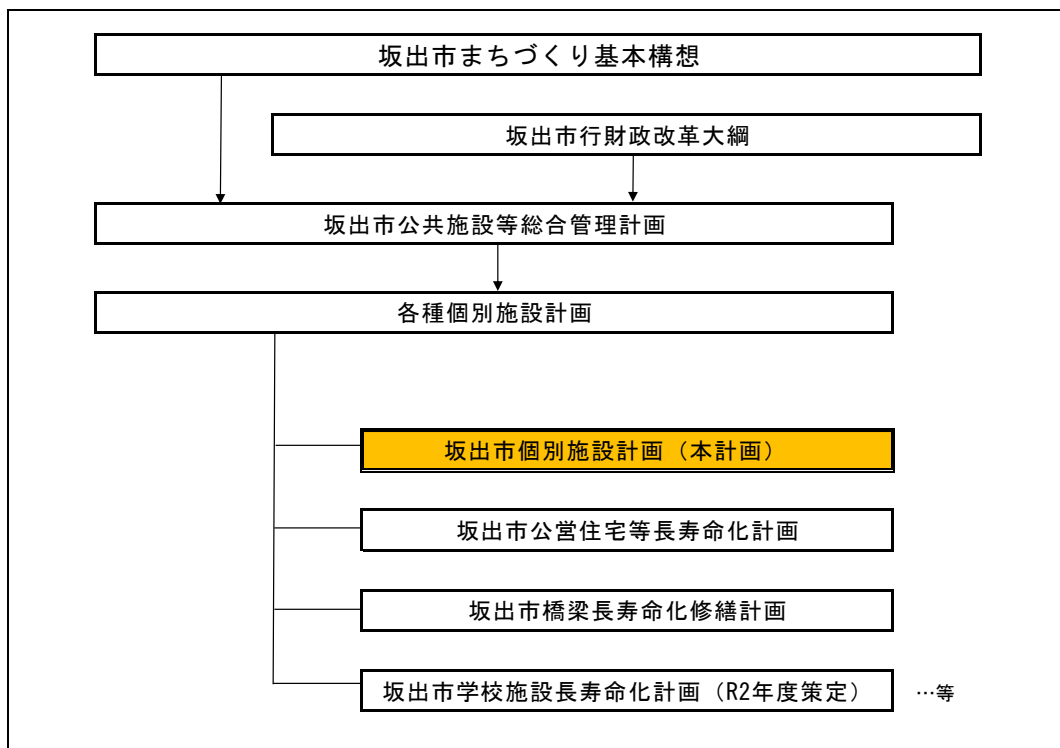 坂出市まちづくり基本構想
坂出市行財政改革大綱
坂出市公共施設等総合管理計画
各種個別施設計画
坂出市個別施設計画（本計画）
坂出市公営住宅等長寿命化計画
坂出市橋梁長寿命化修繕計画
坂出市学校施設長寿命化計画（R2年度策定）　…等